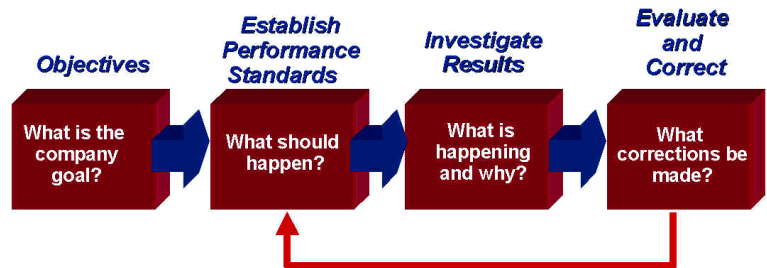 Objectives
Establish
Performance
Standards
Investigate
Results
Evaluate
and
Correct
What is the
company
goal?
What should
happen?
What is
happening
and why?
What
corrections be
made?